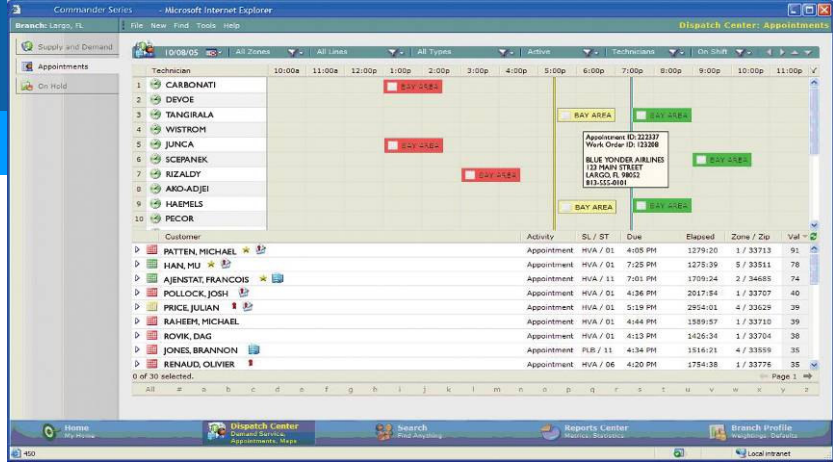 Commander Series - Microsoft Internet Explorer
Branch: Largo, FL File New Find Tools Help Dispatch Center: Appointments
Supply and Demand
Appointments
On Hold
10/08/05 All Zones All Lines All Types Active Technicians On Shift
Technician 10:00a 11:00a 12:00p 1:00p 2:00p 3:00p 4:00p 5:00p 6:00p 7:00p 8:00p 9:00p 10:00p 11:00p
1 CARBONATI BAY AREA
2 DEVOE
3 TANGIRALA BAY AREA BAY AREA
4 WISTROM
5 JUNCA BAY AREA
6 SCEPANEK BAY AREA
7 RIZALDY BAY AREA
8 AKO-ADJEI
9 HAEMELS BAY AREA BAY AREA
10 PECOR
Appointment ID: 222337
Work Order ID: 123208
BLUE YONDER AIRLINES
123 MAIN STREET
LARGO, FL 98052
813-555-0101
Customer Activity SL / ST Due Elapsed Zone / Zip Val
PATTEN, MICHAEL Appointment HVA / 01 4:05 PM 1279:20 1 / 33713 91
HAN, MU Appointment HVA / 01 7:25 PM 1275:39 5 / 33511 78
AJENSTAT, FRANCOIS Appointment HVA / 11 7:01 PM 1709:24 2 / 34685 74
POLLOCK, JOSH Appointment HVA / 01 4:36 PM 2017:54 1 / 33707 40
PRICE, JULIAN Appointment HVA / 01 5:19 PM 2954:01 4 / 33629 39
RAHEEM, MICHAEL Appointment HVA / 01 4:44 PM 1589:57 1 / 33710 39
ROVIK, DAG Appointment HVA / 01 4:13 PM 1426:34 1 / 33704 38
JONES, BRANNON Appointment PLB / 11 4:34 PM 1516:21 4 / 33559 35
RENAUD, OLIVIER Appointment HVA / 06 4:20 PM 1754:38 1 / 33776 35
0 of 30 selected. Page 1
All # a b c d e f g h i j k l m n o p q r s t u v w x y z
Home
My Home
Dispatch Center
Demand Service,
Appointments, Maps
Search
Find Anything
Reports Center
Metrics, Statistics
Branch Profile
Weightings, Defaults
450 Local intranet